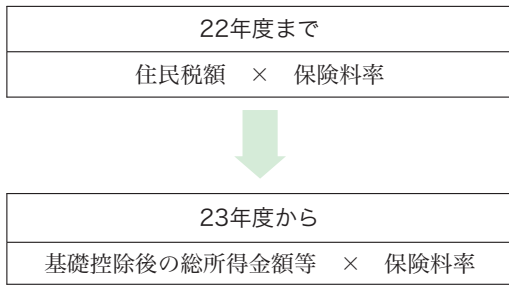 22年度まで
住民税額　×　保険料率
23年度から
基礎控除後の総所得金額等　×　保険料率